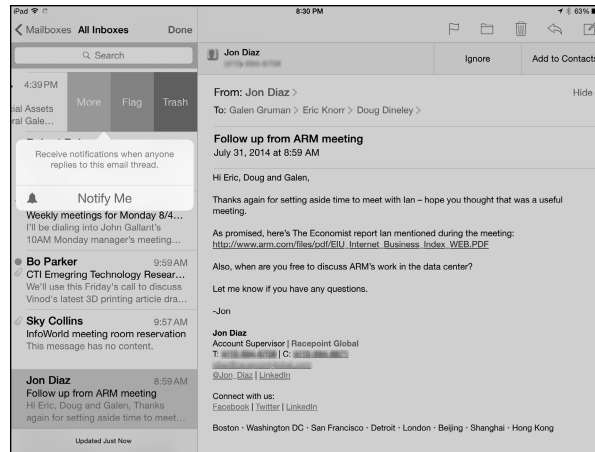 iPad
8:30 PM
63%
Mailboxes All Inboxes Done
Search
4:39 PM
cial Assets
ral Gale…
More Flag Trash
Receive notifications when anyone
replies to this email thread.
Notify Me
Weekly meetings for Monday 8/4…
I'll be dialing into John Gallant's
10AM Monday manager's meeting…
Bo Parker 9:59 AM
CTI Emegring Technology Resear…
We'll use this Friday's call to discuss
Vinod's latest 3D printing article dra…
Sky Collins 9:57 AM
InfoWorld meeting room reservation
This message has no content.
Jon Diaz 8:59 AM
Follow up from ARM meeting
Hi Eric, Doug and Galen, Thanks
again for setting aside time to meet…
Updated Just Now
Jon Diaz
Ignore
Add to Contacts
From: Jon Diaz > Hide
To: Galen Gruman > Eric Knorr > Doug Dineley >
Follow up from ARM meeting
July 31, 2014 at 8:59 AM
Hi Eric, Doug and Galen,
Thanks again for setting aside time to meet with Ian – hope you thought that was a useful
meeting.
As promised, here's The Economist report Ian mentioned during the meeting:
http://www.arm.com/files/pdf/EIU_Internet_Business_Index_WEB.PDF
Also, when are you free to discuss ARM's work in the data center?
Let me know if you have any questions.
-Jon
Jon Diaz
Account Supervisor | Racepoint Global
T: | C:
@Jon_Diaz | LinkedIn
Connect with us:
Facebook | Twitter | LinkedIn
Boston · Washington DC · San Francisco · Detroit · London · Beijing · Shanghai · Hong Kong